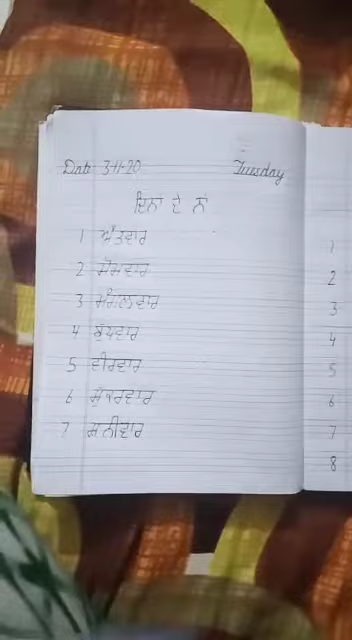 Date 3-11-20 Tuesday
ਦਿਨਾਂ ਦੇ ਨਾਂ
1 ਐਤਵਾਰ
2 ਸੋਮਵਾਰ
3 ਮੰਗਲਵਾਰ
4 ਬੁੱਧਵਾਰ
5 ਵੀਰਵਾਰ
6 ਸ਼ੁੱਕਰਵਾਰ
7 ਸ਼ਨੀਵਾਰ
1
2
3
4
5
6
7
8